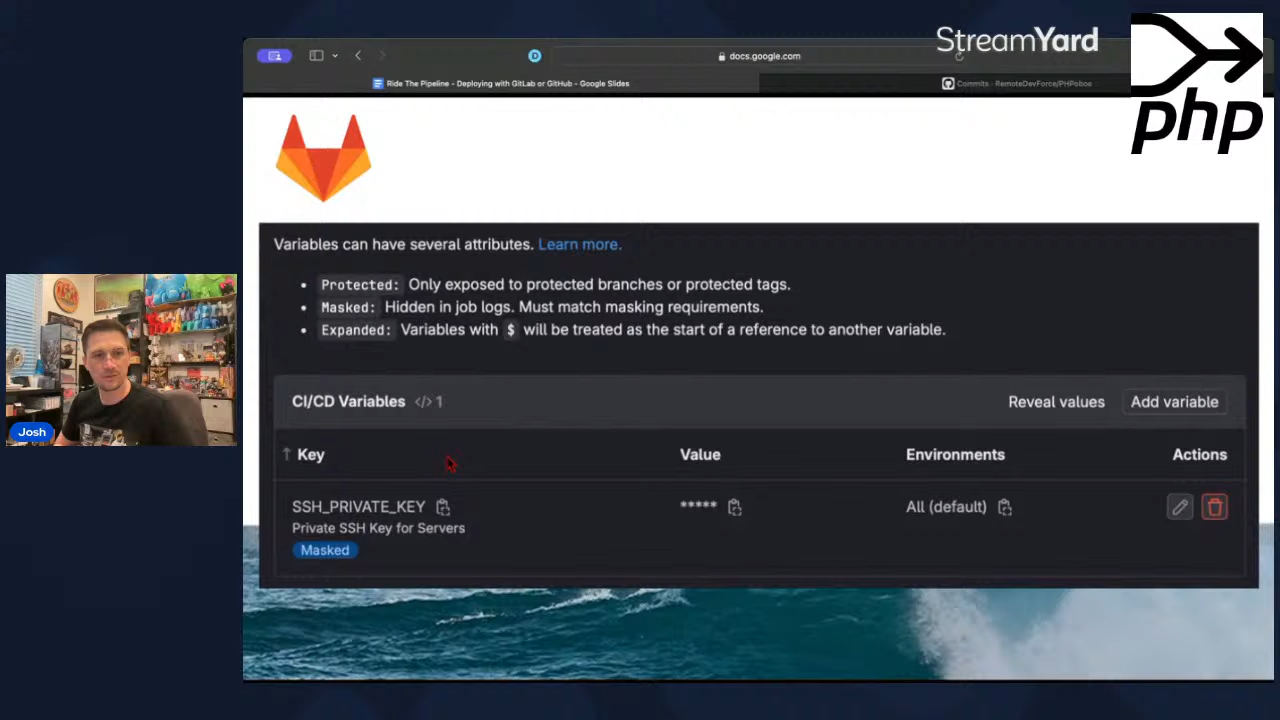 StreamYard
php
docs.google.com
Ride The Pipeline - Deploying with GitLab or GitHub - Google Slides
Commits · RemoteDevForce/PHPoboe
Variables can have several attributes. Learn more.
Protected: Only exposed to protected branches or protected tags.
Masked: Hidden in job logs. Must match masking requirements.
Expanded: Variables with $ will be treated as the start of a reference to another variable.
CI/CD Variables </> 1
Reveal values
Add variable
↑ Key
Value
Environments
Actions
SSH_PRIVATE_KEY
*****
All (default)
Private SSH Key for Servers
Masked
Josh